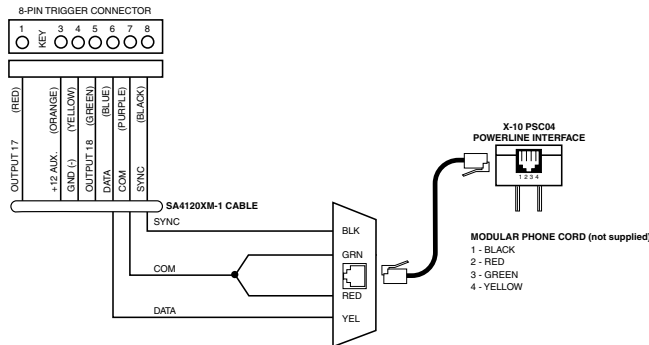 8-PIN TRIGGER CONNECTOR
1 KEY 3 4 5 6 7 8
OUTPUT 17 (RED)
+12 AUX. (ORANGE)
GND (-) (YELLOW)
OUTPUT 18 (GREEN)
DATA (BLUE)
COM (PURPLE)
SYNC (BLACK)
SA4120XM-1 CABLE
SYNC
COM
DATA
BLK
GRN
RED
YEL
X-10 PSC04
POWERLINE INTERFACE
1 2 3 4
MODULAR PHONE CORD (not supplied)
1 - BLACK
2 - RED
3 - GREEN
4 - YELLOW